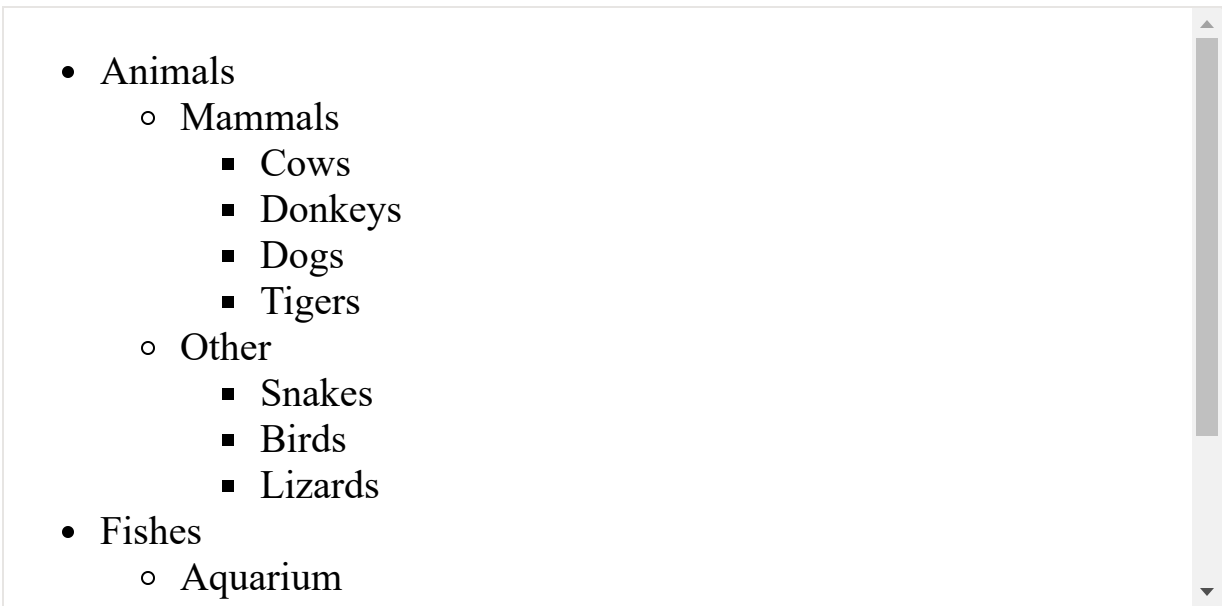 Animals
Mammals
Cows
Donkeys
Dogs
Tigers
Other
Snakes
Birds
Lizards
Fishes
Aquarium